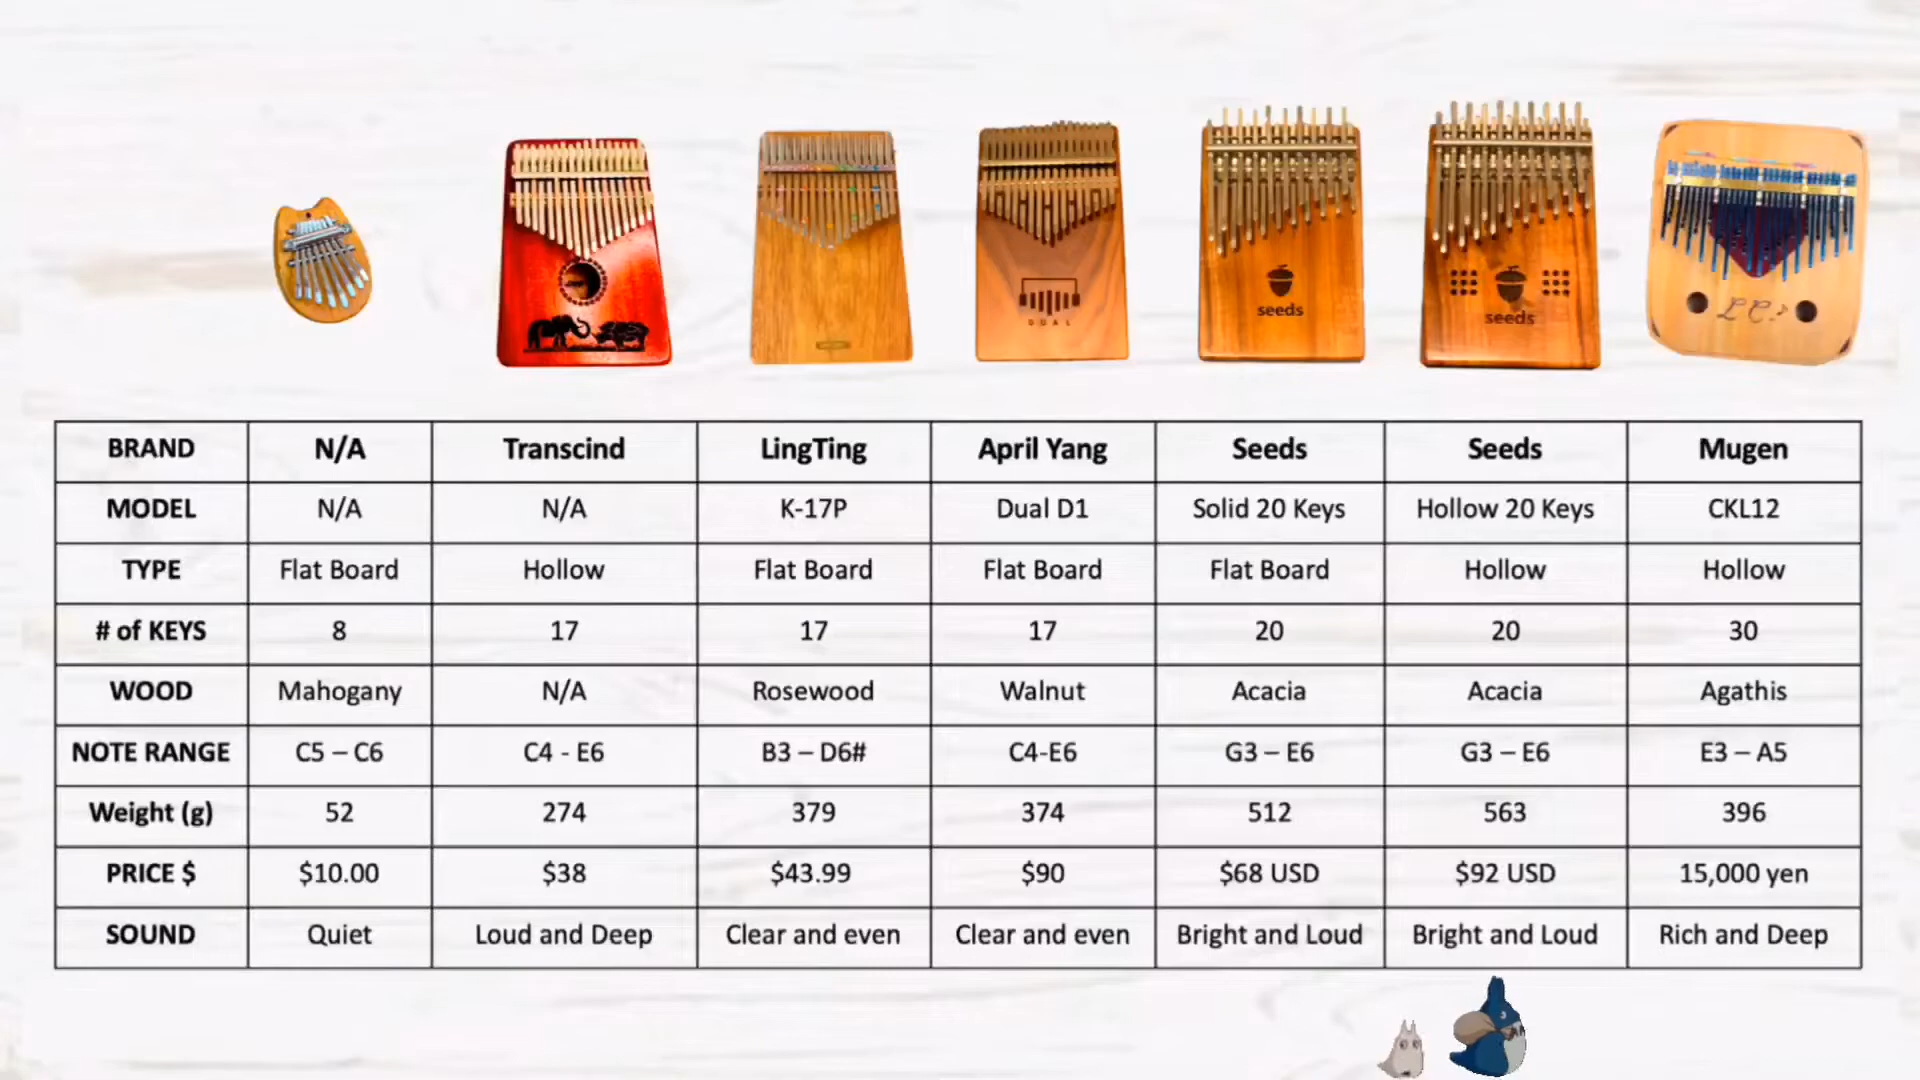 DUAL
seeds
seeds
LC
BRAND N/A Transcind LingTing April Yang Seeds Seeds Mugen
MODEL N/A N/A K-17P Dual D1 Solid 20 Keys Hollow 20 Keys CKL12
TYPE Flat Board Hollow Flat Board Flat Board Flat Board Hollow Hollow
# of KEYS 8 17 17 17 20 20 30
WOOD Mahogany N/A Rosewood Walnut Acacia Acacia Agathis
NOTE RANGE C5 – C6 C4 - E6 B3 – D6# C4-E6 G3 – E6 G3 – E6 E3 – A5
Weight (g) 52 274 379 374 512 563 396
PRICE $ $10.00 $38 $43.99 $90 $68 USD $92 USD 15,000 yen
SOUND Quiet Loud and Deep Clear and even Clear and even Bright and Loud Bright and Loud Rich and Deep